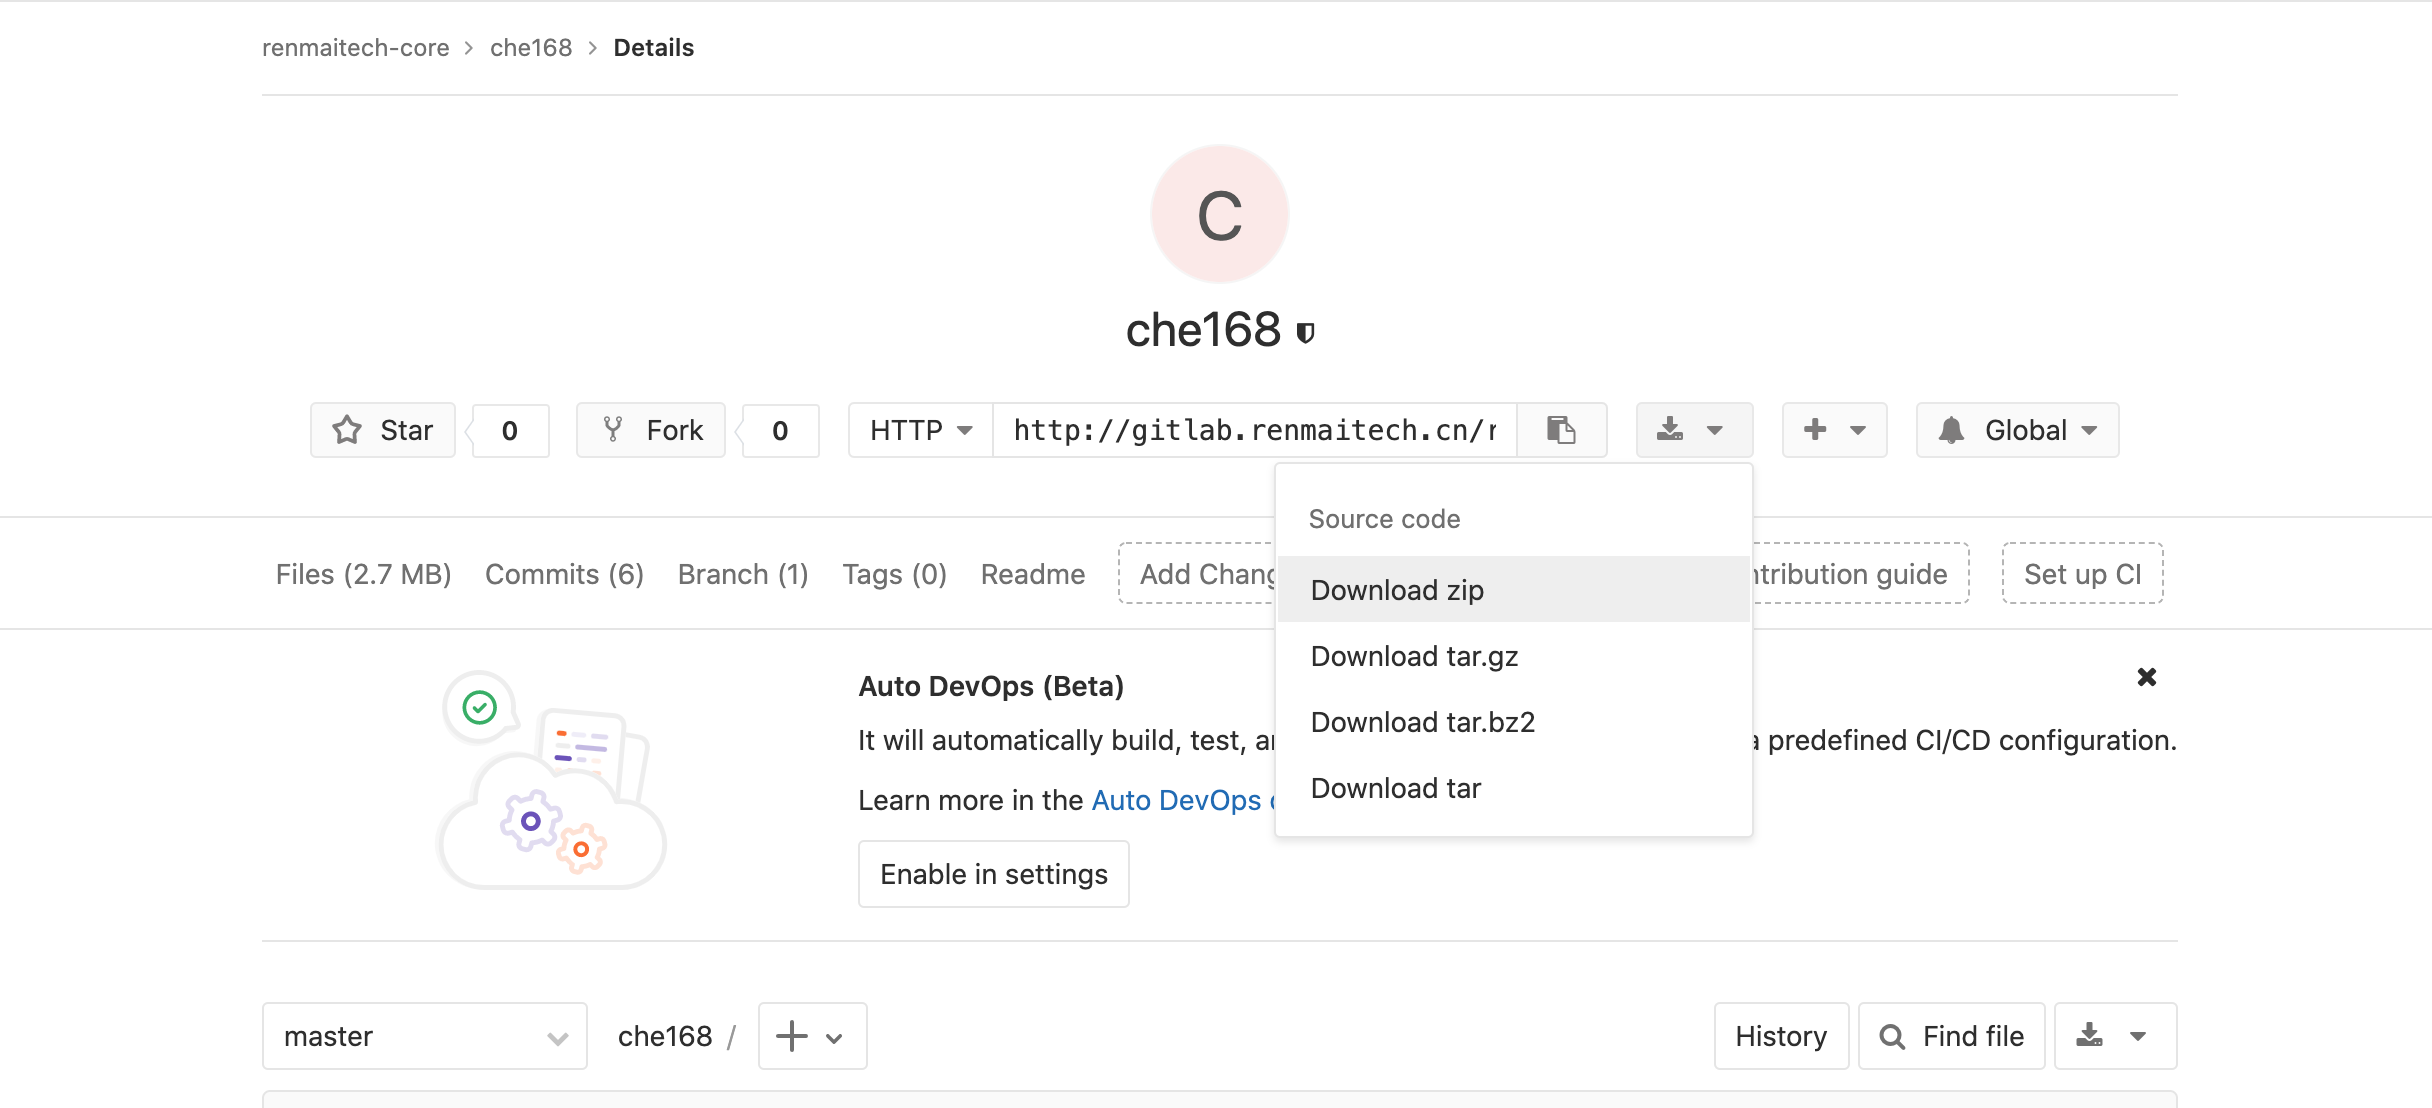 renmaitech-core > che168 > Details
C
che168
Star 0 Fork 0 HTTP http://gitlab.renmaitech.cn/r Global
Source code
Files (2.7 MB) Commits (6) Branch (1) Tags (0) Readme Add Chang ntribution guide Set up CI
Download zip
Download tar.gz
Download tar.bz2
Download tar
Auto DevOps (Beta)
It will automatically build, test, a predefined CI/CD configuration.
Learn more in the Auto DevOps
Enable in settings
master che168 / History Find file